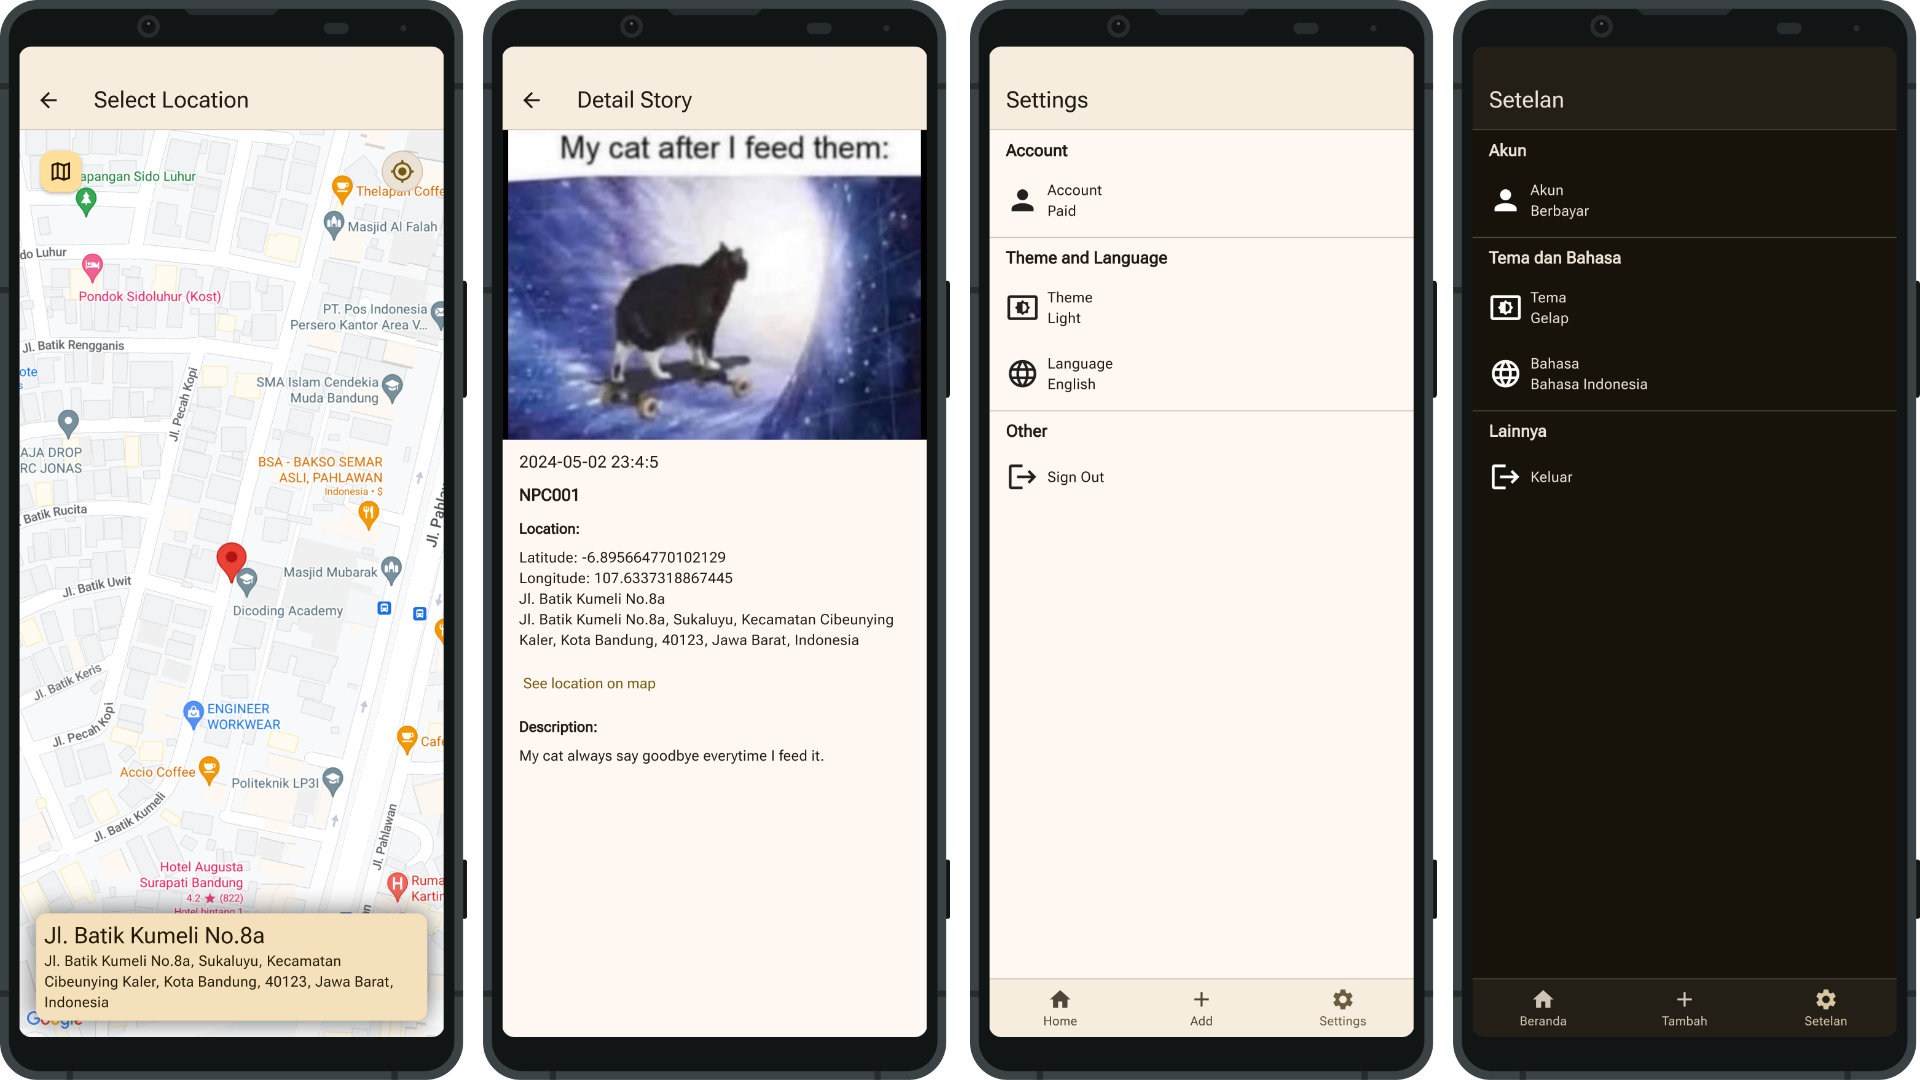 Select Location
apangan Sido Luhur
Thelapan Coffe
Masjid Al Falah
do Luhur
Pondok Sidoluhur (Kost)
PT. Pos Indonesia
Persero Kantor Area V...
Jl. Batik Rengganis
ote
s
SMA Islam Cendekia
Muda Bandung
Jl. Pecah Kopi
AJA DROP
RC JONAS
BSA - BAKSO SEMAR
ASLI, PAHLAWAN
Indonesia • $
Batik Rucita
Jl. Pahla
Masjid Mubarak
Jl. Batik Uwit
Dicoding Academy
Jl. Batik Keris
ENGINEER
WORKWEAR
Jl. Pecah Kopi
Cafe
Accio Coffee
Politeknik LP3I
Jl. Batik Kumeli
Jl. Pahlawan
Hotel Augusta
Surapati Bandung
4.2 ★ (822)
Hotel bintang 1
H
Ruma
Kartin
an
Jl. Batik Kumeli No.8a
Jl. Batik Kumeli No.8a, Sukaluyu, Kecamatan
Cibeunying Kaler, Kota Bandung, 40123, Jawa Barat,
Indonesia
Google
Detail Story
My cat after I feed them:
2024-05-02 23:4:5
NPC001
Location:
Latitude: -6.895664770102129
Longitude: 107.6337318867445
Jl. Batik Kumeli No.8a
Jl. Batik Kumeli No.8a, Sukaluyu, Kecamatan Cibeunying
Kaler, Kota Bandung, 40123, Jawa Barat, Indonesia
See location on map
Description:
My cat always say goodbye everytime I feed it.
Settings
Account
Account
Paid
Theme and Language
Theme
Light
Language
English
Other
Sign Out
Home
Add
Settings
Setelan
Akun
Akun
Berbayar
Tema dan Bahasa
Tema
Gelap
Bahasa
Bahasa Indonesia
Lainnya
Keluar
Beranda
Tambah
Setelan